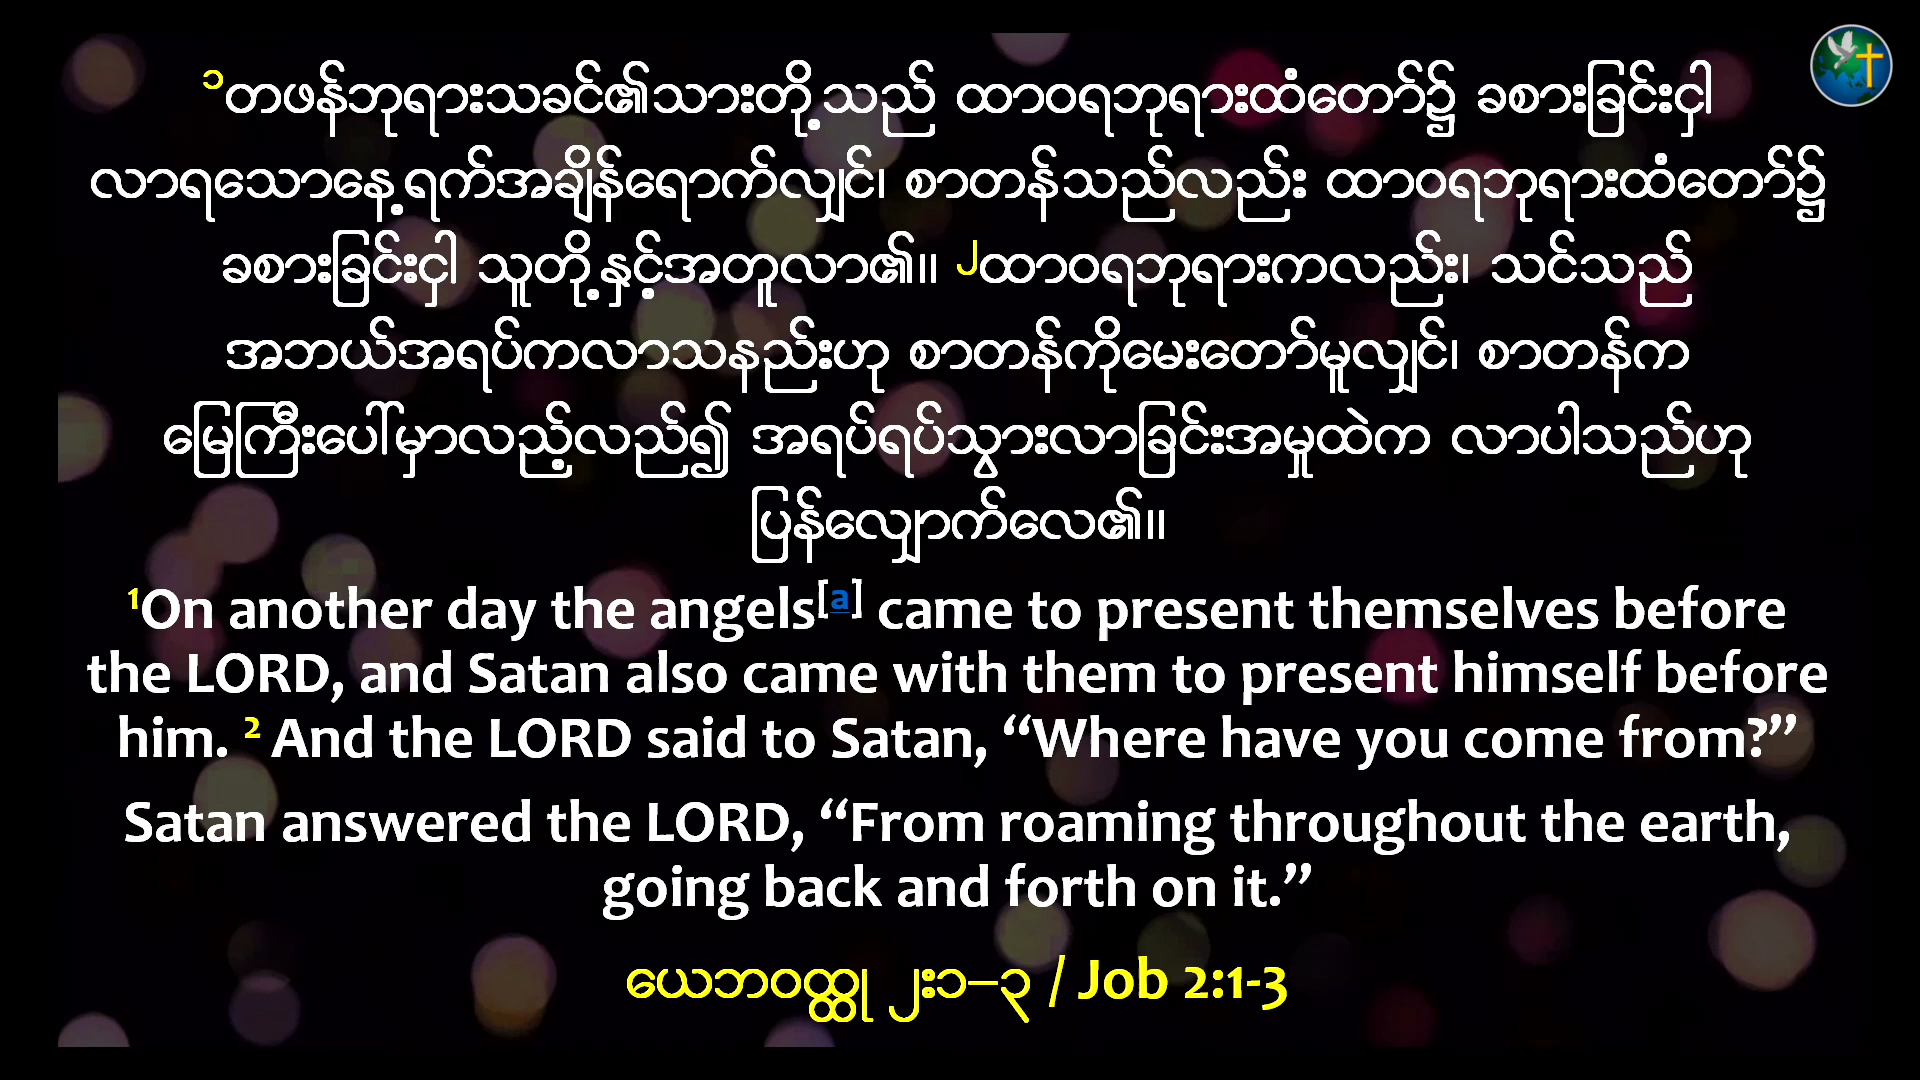 ၁တဖန်ဘုရားသခင်၏သားတို့သည် ထာဝရဘုရားထံတော်၌ ခစားခြင်းငှါ
လာရသောနေ့ရက်အချိန်ရောက်လျှင်၊ စာတန်သည်လည်း ထာဝရဘုရားထံတော်၌
ခစားခြင်းငှါ သူတို့နှင့်အတူလာ၏။ ၂ထာဝရဘုရားကလည်း၊ သင်သည်
အဘယ်အရပ်ကလာသနည်းဟု စာတန်ကိုမေးတော်မူလျှင်၊ စာတန်က
မြေကြီးပေါ်မှာလည့်လည်၍ အရပ်ရပ်သွားလာခြင်းအမှုထဲက လာပါသည်ဟု
ပြန်လျှောက်လေ၏။
1On another day the angels[a] came to present themselves before
the LORD, and Satan also came with them to present himself before
him. 2 And the LORD said to Satan, “Where have you come from?”
Satan answered the LORD, “From roaming throughout the earth,
going back and forth on it.”
ယေဘဝတ္ထု ၂း၁–၃ / Job 2:1-3